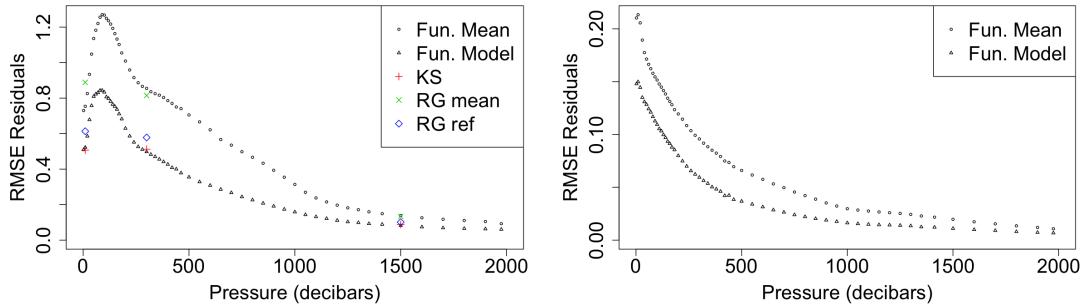 RMSE Residuals
1.2
0.8
0.4
0.0
Fun. Mean
Fun. Model
KS
RG mean
RG ref
0 500 1000 1500 2000
Pressure (decibars)
RMSE Residuals
0.20
0.10
0.00
Fun. Mean
Fun. Model
0 500 1000 1500 2000
Pressure (decibars)